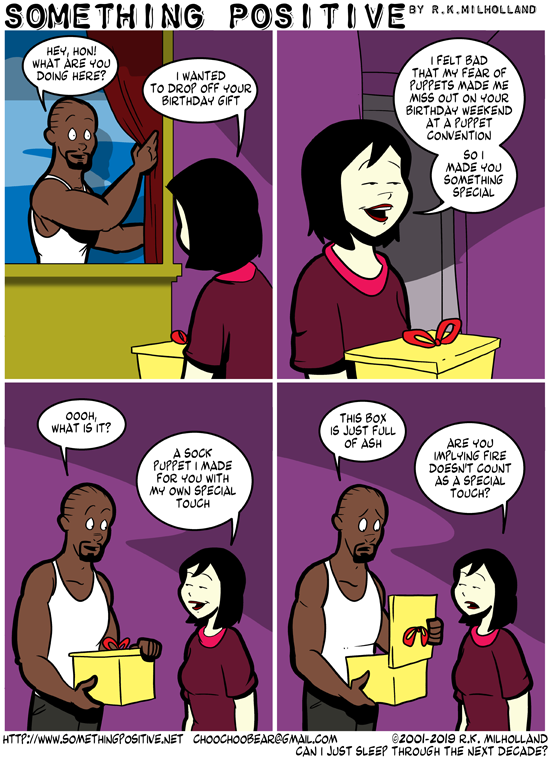 SOMETHING POSITIVE BY R.K.MILHOLLAND
HEY, HON!
WHAT ARE YOU
DOING HERE?
I WANTED
TO DROP OFF YOUR
BIRTHDAY GIFT
I FELT BAD
THAT MY FEAR OF
PUPPETS MADE ME
MISS OUT ON YOUR
BIRTHDAY WEEKEND
AT A PUPPET
CONVENTION
SO I
MADE YOU
SOMETHING
SPECIAL
OOOH,
WHAT IS IT?
A SOCK
PUPPET I MADE
FOR YOU WITH
MY OWN SPECIAL
TOUCH
THIS BOX
IS JUST FULL
OF ASH
ARE YOU
IMPLYING FIRE
DOESN'T COUNT
AS A SPECIAL
TOUCH?
HTTP://WWW.SOMETHINGPOSITIVE.NET CHOOCHOOBEAR@GMAIL.COM ©2001-2019 R.K. MILHOLLAND
CAN I JUST SLEEP THROUGH THE NEXT DECADE?